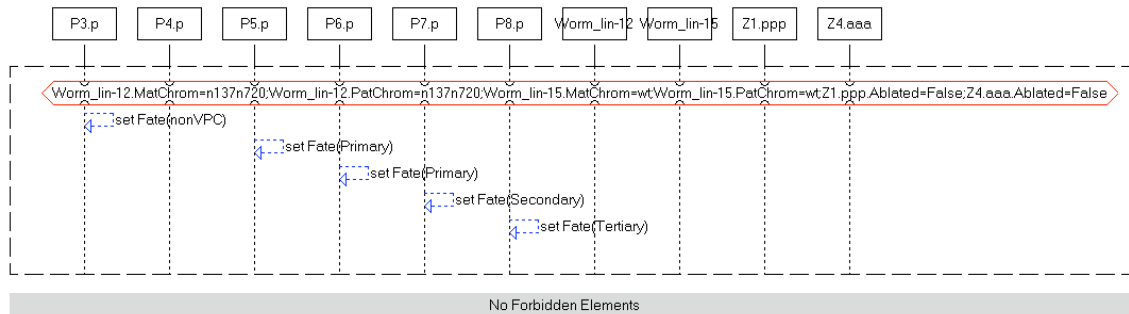 P3.p P4.p P5.p P6.p P7.p P8.p Worm_lin-12 Worm_lin-15 Z1.ppp Z4.aaa
Worm_lin-12.MatChrom=n137n720;Worm_lin-12.PatChrom=n137n720;Worm_lin-15.MatChrom=wt;Worm_lin-15.PatChrom=wt;Z1.ppp.Ablated=False;Z4.aaa.Ablated=False
set Fate(nonVPC)
set Fate(Primary)
set Fate(Primary)
set Fate(Secondary)
set Fate(Tertiary)
No Forbidden Elements